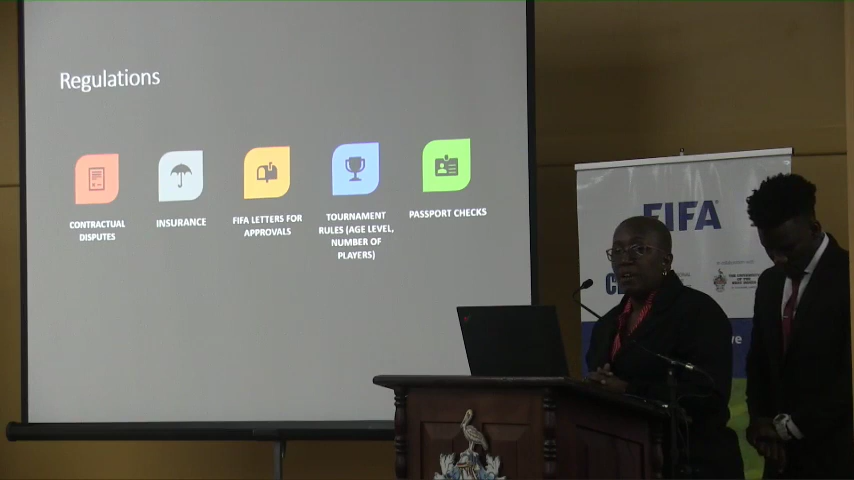 Regulations
CONTRACTUAL
DISPUTES
INSURANCE
FIFA LETTERS FOR
APPROVALS
TOURNAMENT
RULES (AGE LEVEL,
NUMBER OF
PLAYERS)
PASSPORT CHECKS
FIFA®